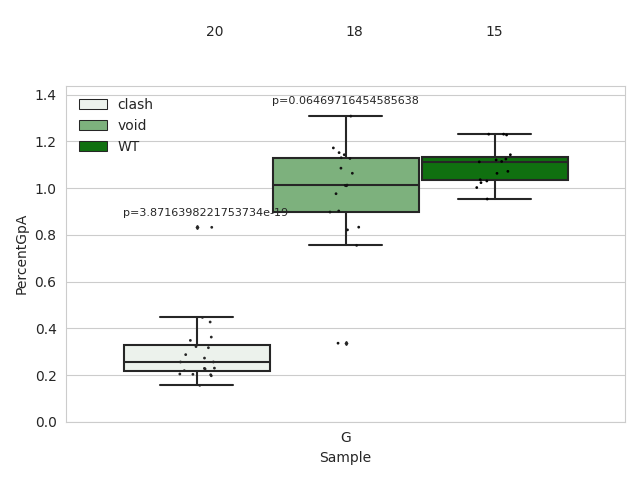 20 18 15
1.4
1.2
1.0
0.8
0.6
0.4
0.2
0.0
PercentGpA
clash
void
WT
p=0.06469716454585638
p=3.8716398221753734e-19
G
Sample